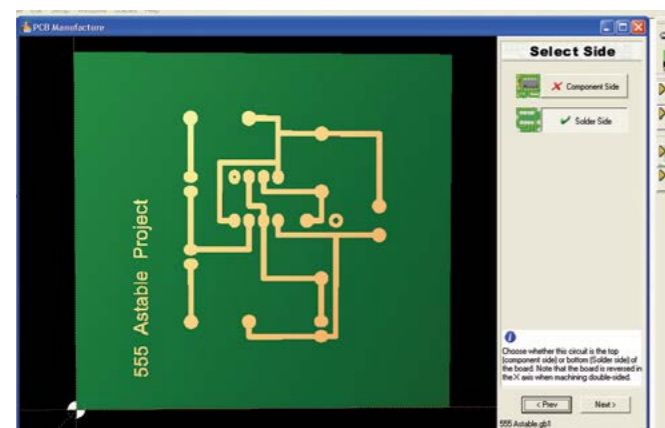 PCB Manufacture
Select Side
Component Side
Solder Side
555 Astable Project
Choose whether this circuit is the top
(component side) or bottom (Solder side) of
the board. Note that the board is reversed in
the X axis when machining double-sided.
< Prev
Next >
555 Astable.gb1